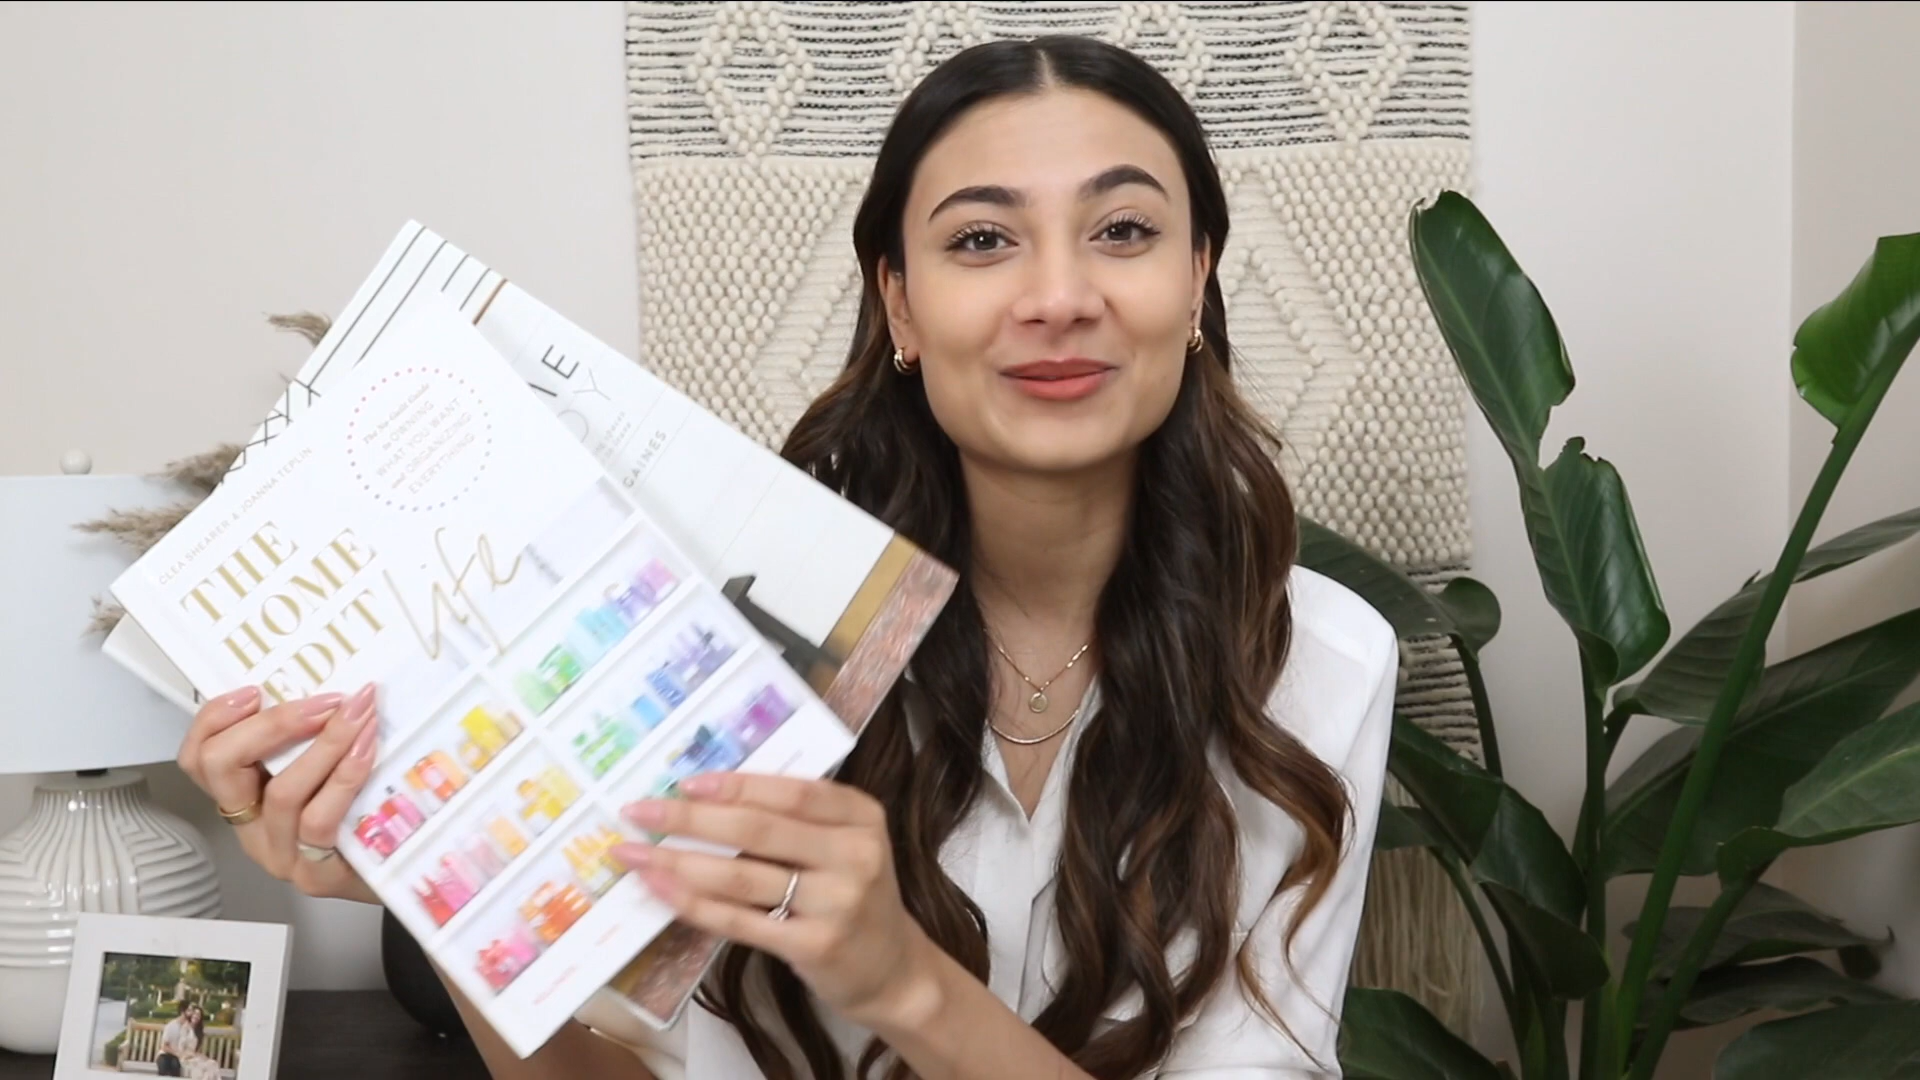 The No-Guilt Guide
to OWNING
WHAT YOU WANT
and ORGANIZING
EVERYTHING
CLEA SHEARER & JOANNA TEPLIN
THE
HOME
EDIT
life
GAINES